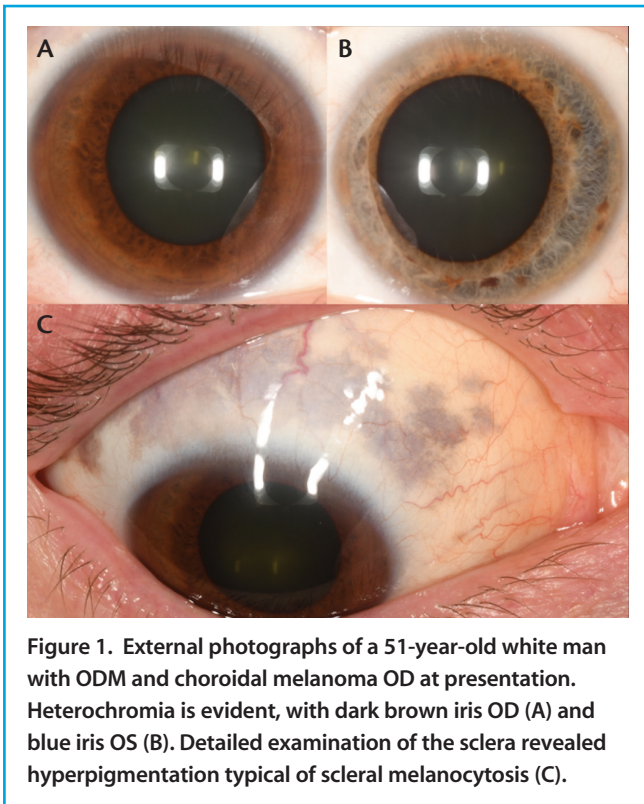 A
B
C
Figure 1. External photographs of a 51-year-old white man
with ODM and choroidal melanoma OD at presentation.
Heterochromia is evident, with dark brown iris OD (A) and
blue iris OS (B). Detailed examination of the sclera revealed
hyperpigmentation typical of scleral melanocytosis (C).